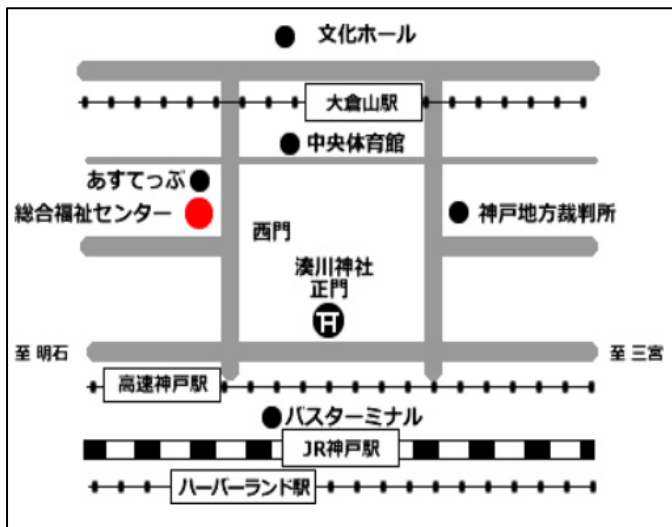 文化ホール
大倉山駅
中央体育館
あすてっぷ
総合福祉センター
神戸地方裁判所
西門
湊川神社
正門
至 明石
至 三宮
高速神戸駅
バスターミナル
JR神戸駅
ハーバーランド駅